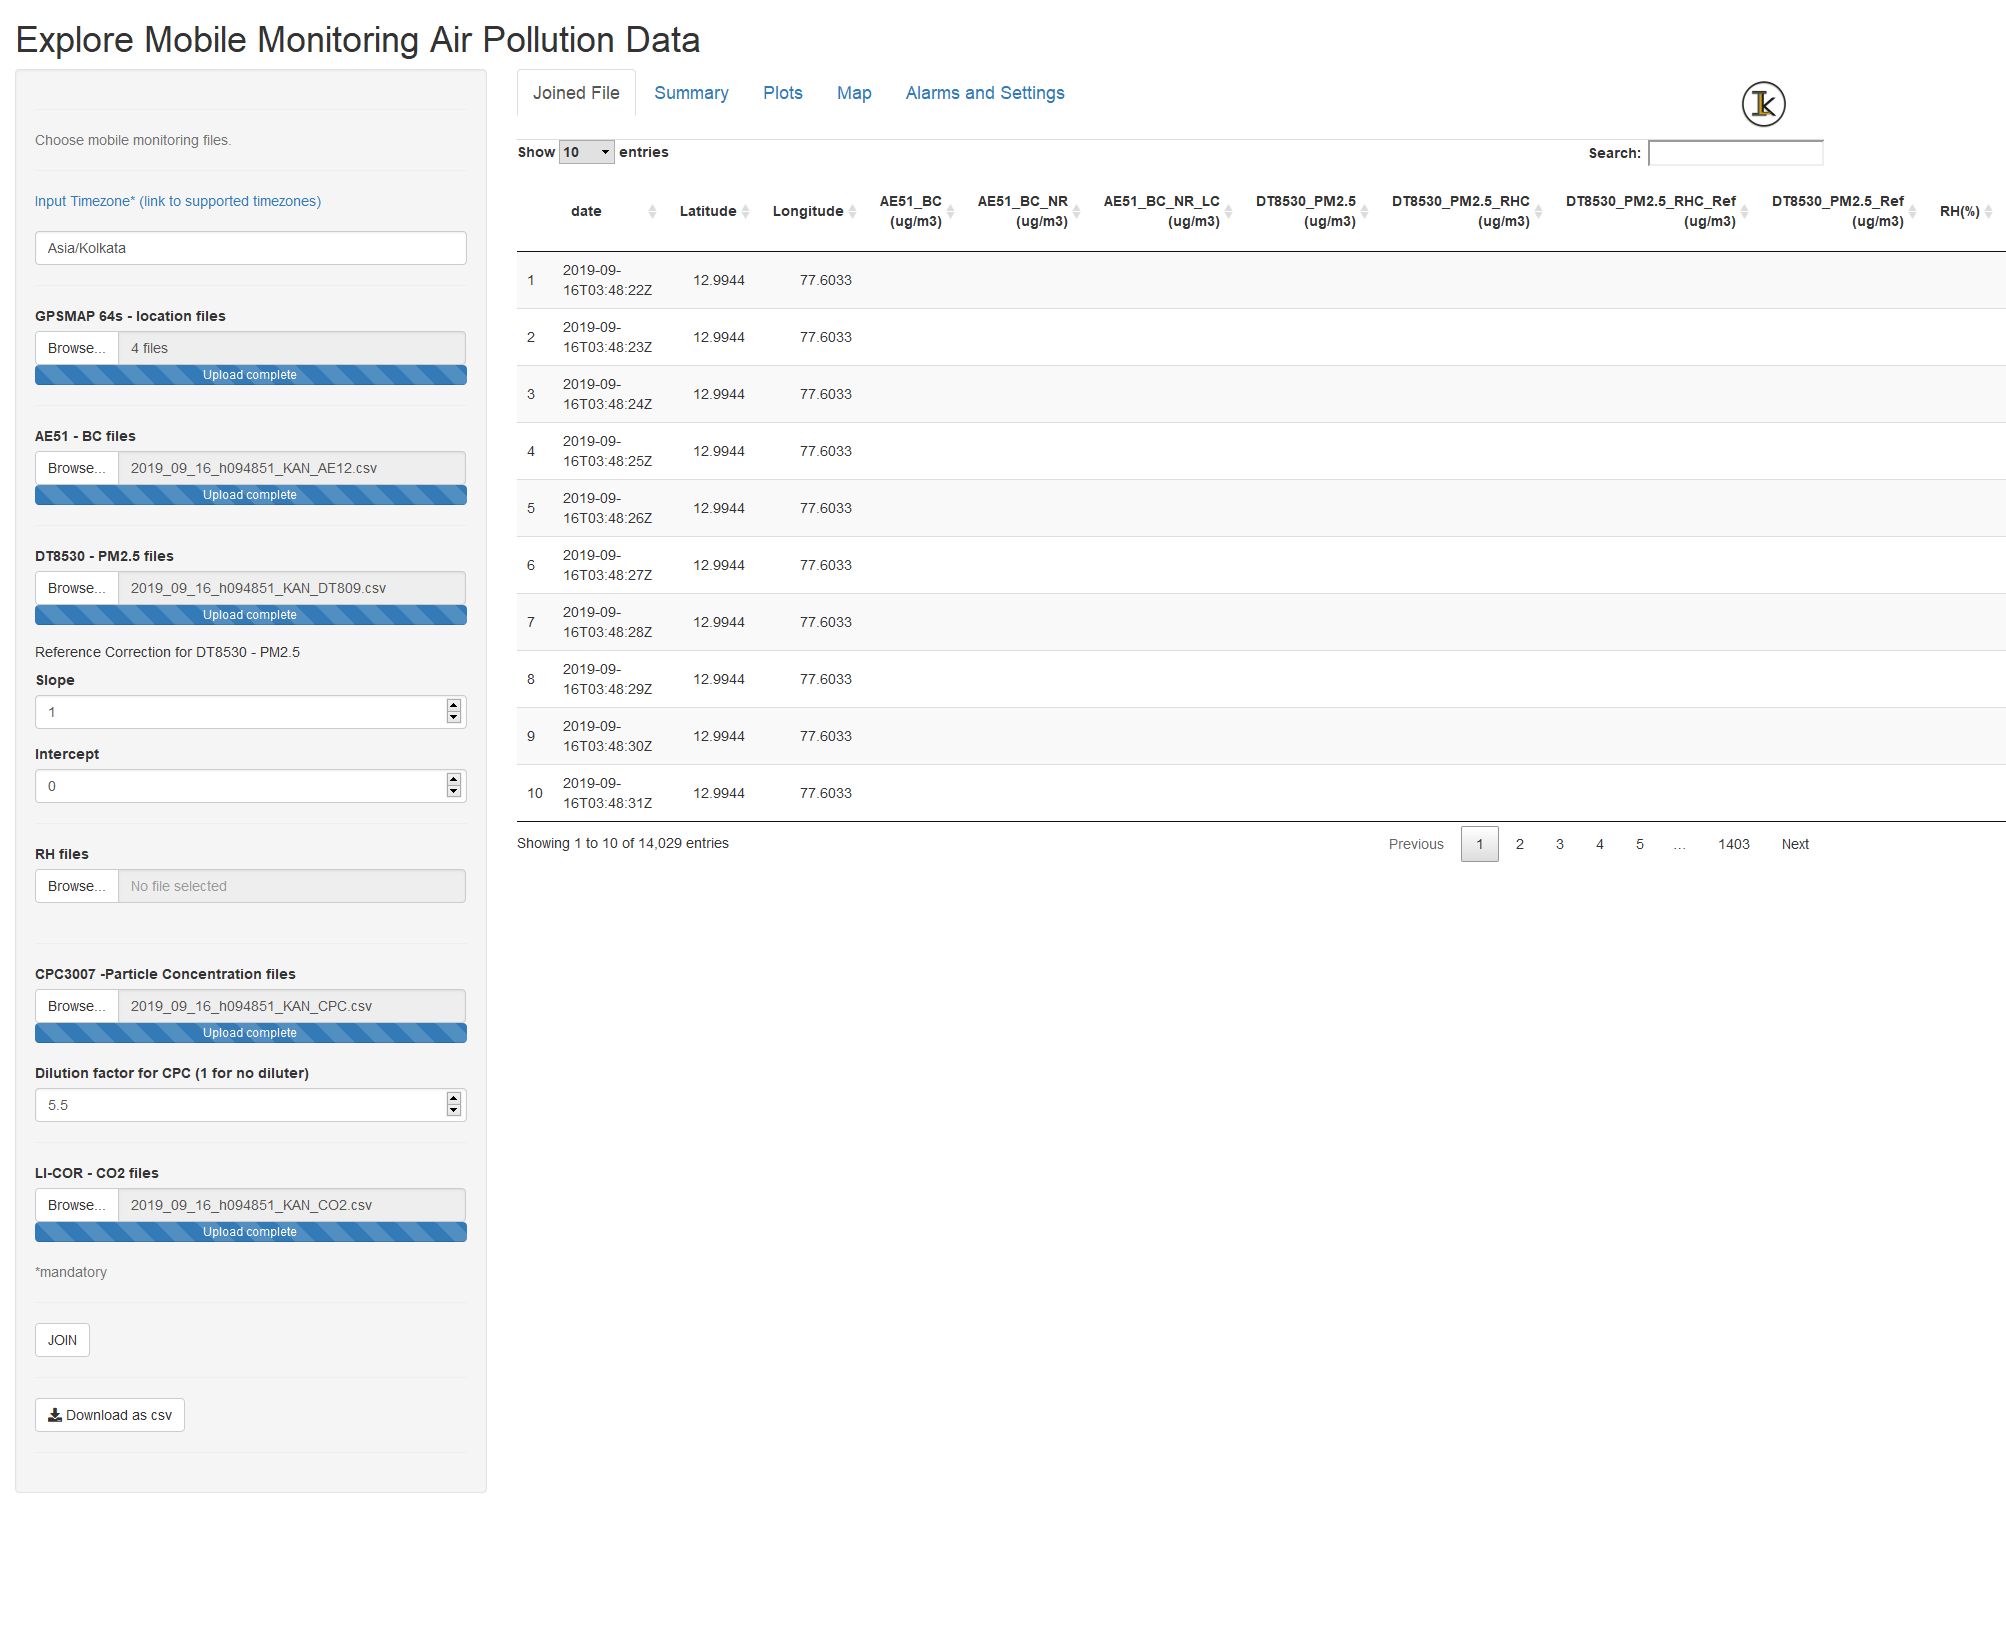 Explore Mobile Monitoring Air Pollution Data
Choose mobile monitoring files.
Input Timezone* (link to supported timezones)
Asia/Kolkata
GPSMAP 64s - location files
Browse... 4 files
Upload complete
AE51 - BC files
Browse... 2019_09_16_h094851_KAN_AE12.csv
Upload complete
DT8530 - PM2.5 files
Browse... 2019_09_16_h094851_KAN_DT809.csv
Upload complete
Reference Correction for DT8530 - PM2.5
Slope
1
Intercept
0
RH files
Browse... No file selected
CPC3007 -Particle Concentration files
Browse... 2019_09_16_h094851_KAN_CPC.csv
Upload complete
Dilution factor for CPC (1 for no diluter)
5.5
LI-COR - CO2 files
Browse... 2019_09_16_h094851_KAN_CO2.csv
Upload complete
*mandatory
JOIN
Download as csv
Joined File Summary Plots Map Alarms and Settings
Ik
Show 10 entries Search:
date Latitude Longitude AE51_BC (ug/m3) AE51_BC_NR (ug/m3) AE51_BC_NR_LC (ug/m3) DT8530_PM2.5 (ug/m3) DT8530_PM2.5_RHC (ug/m3) DT8530_PM2.5_RHC_Ref (ug/m3) DT8530_PM2.5_Ref (ug/m3) RH(%)
1 2019-09-16T03:48:22Z 12.9944 77.6033
2 2019-09-16T03:48:23Z 12.9944 77.6033
3 2019-09-16T03:48:24Z 12.9944 77.6033
4 2019-09-16T03:48:25Z 12.9944 77.6033
5 2019-09-16T03:48:26Z 12.9944 77.6033
6 2019-09-16T03:48:27Z 12.9944 77.6033
7 2019-09-16T03:48:28Z 12.9944 77.6033
8 2019-09-16T03:48:29Z 12.9944 77.6033
9 2019-09-16T03:48:30Z 12.9944 77.6033
10 2019-09-16T03:48:31Z 12.9944 77.6033
Showing 1 to 10 of 14,029 entries Previous 1 2 3 4 5 … 1403 Next